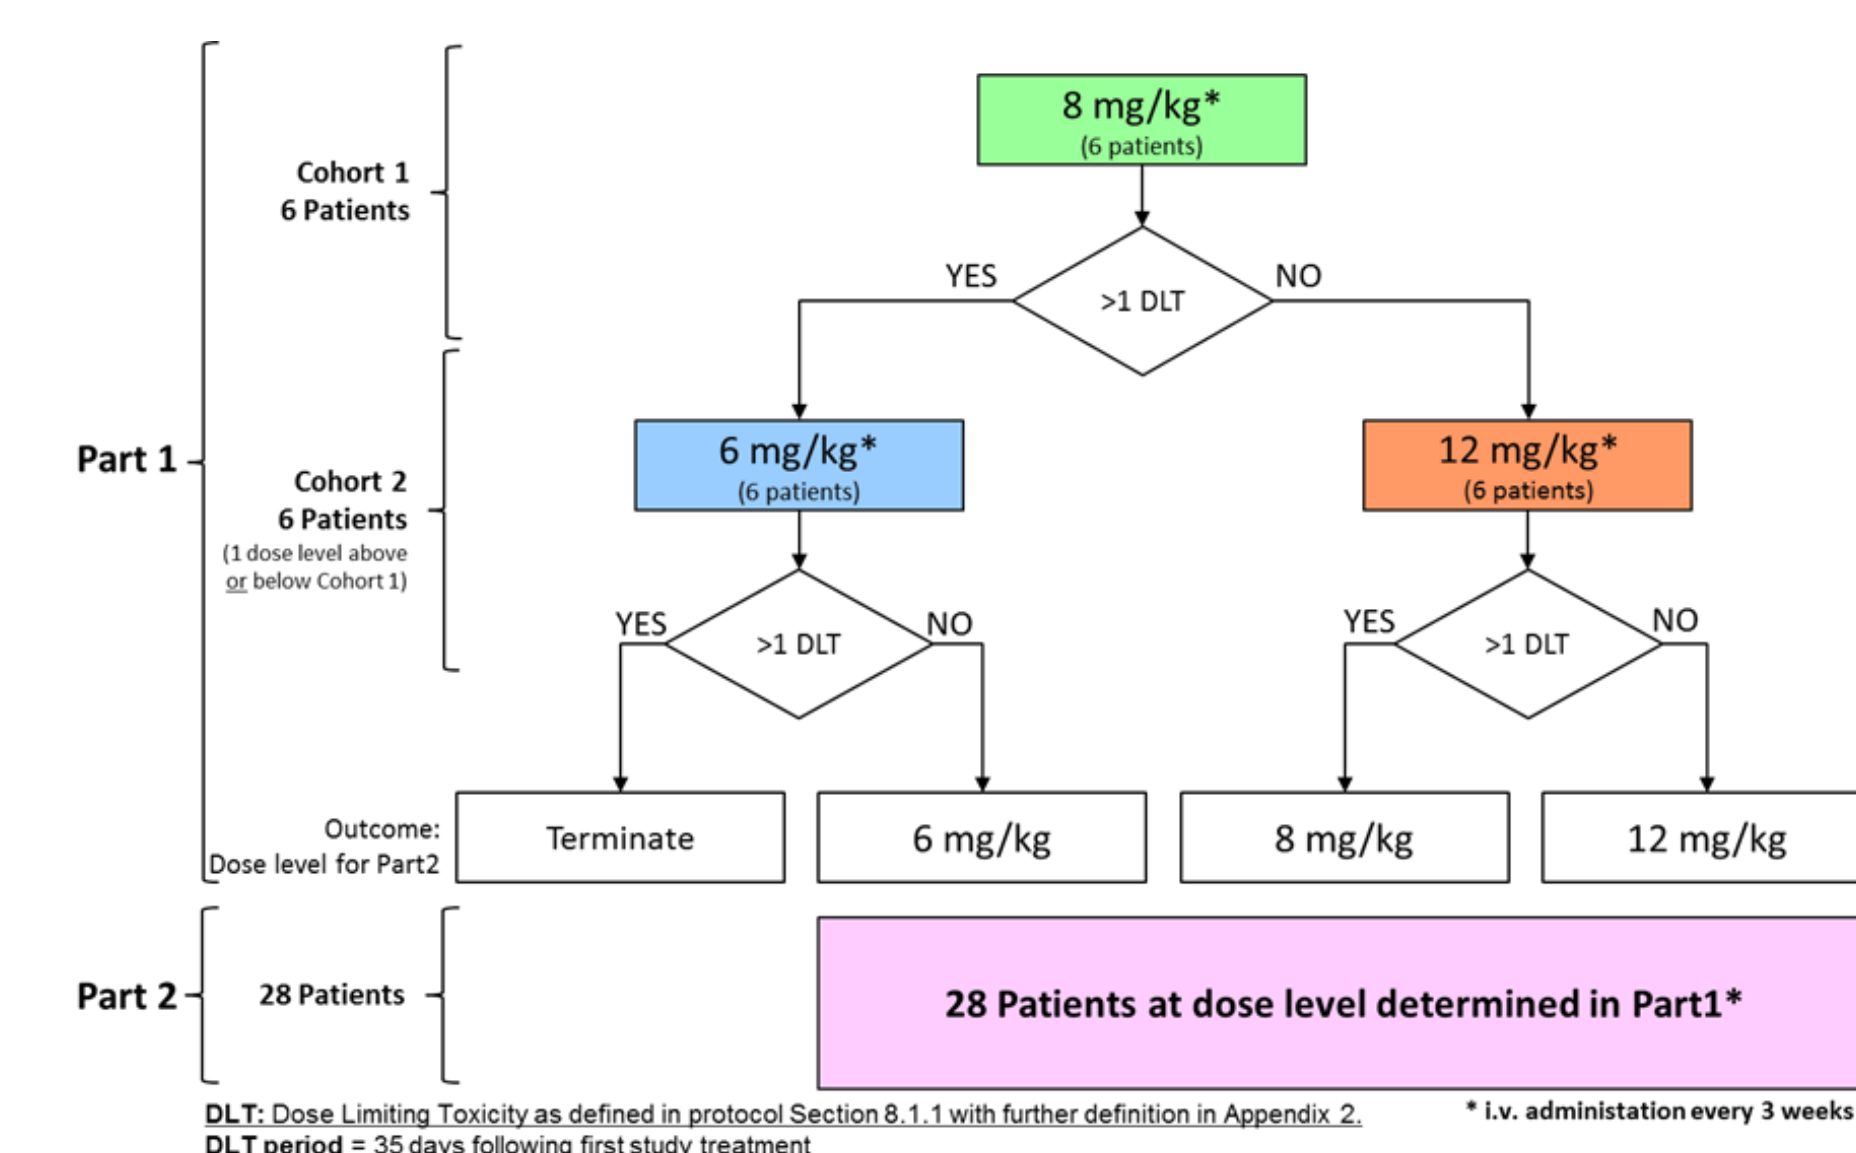 8 mg/kg*
(6 patients)
Cohort 1
6 Patients
YES
>1 DLT
NO
Part 1
Cohort 2
6 Patients
(1 dose level above
or below Cohort 1)
6 mg/kg*
(6 patients)
12 mg/kg*
(6 patients)
YES
>1 DLT
NO
YES
>1 DLT
NO
Outcome:
Dose level for Part2
Terminate
6 mg/kg
8 mg/kg
12 mg/kg
Part 2
28 Patients
28 Patients at dose level determined in Part1*
DLT: Dose Limiting Toxicity as defined in protocol Section 8.1.1 with further definition in Appendix 2.
* i.v. administation every 3 weeks
DLT period = 35 days following first study treatment